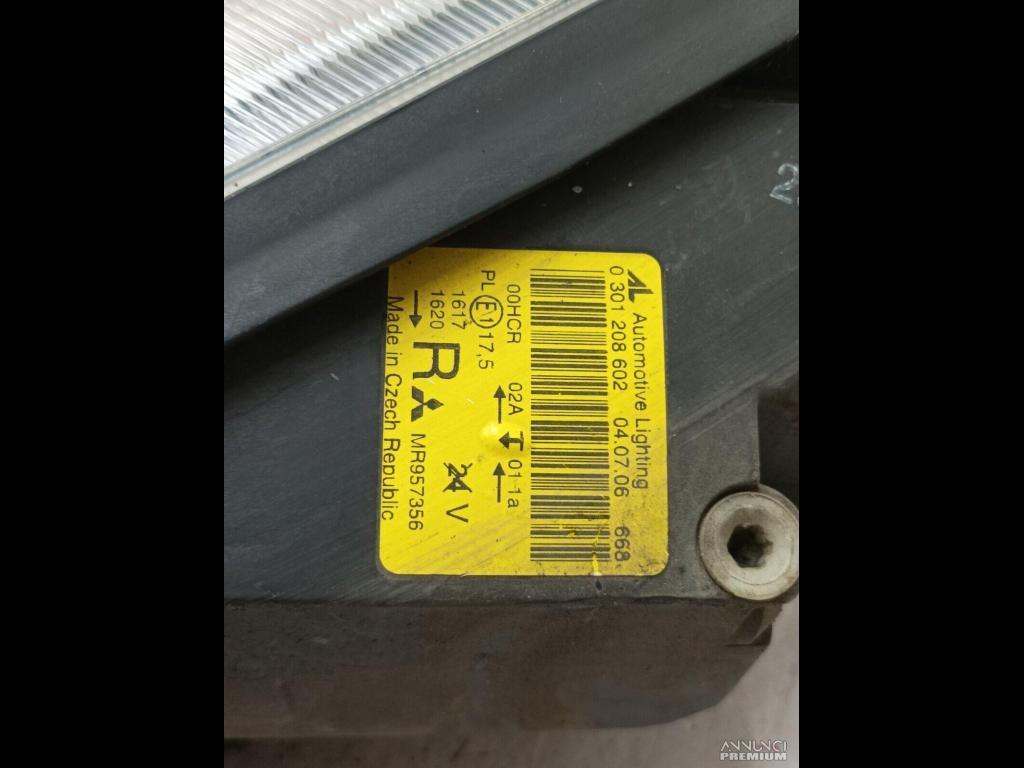 AL Automotive Lighting
0 301 208 602 04.07.06 668
00HCR 02A 01 1a
PL E1 17,5
1617
1620
R MR957356
24 V
Made in Czech Republic
2
ANNUNCI
PREMIUM